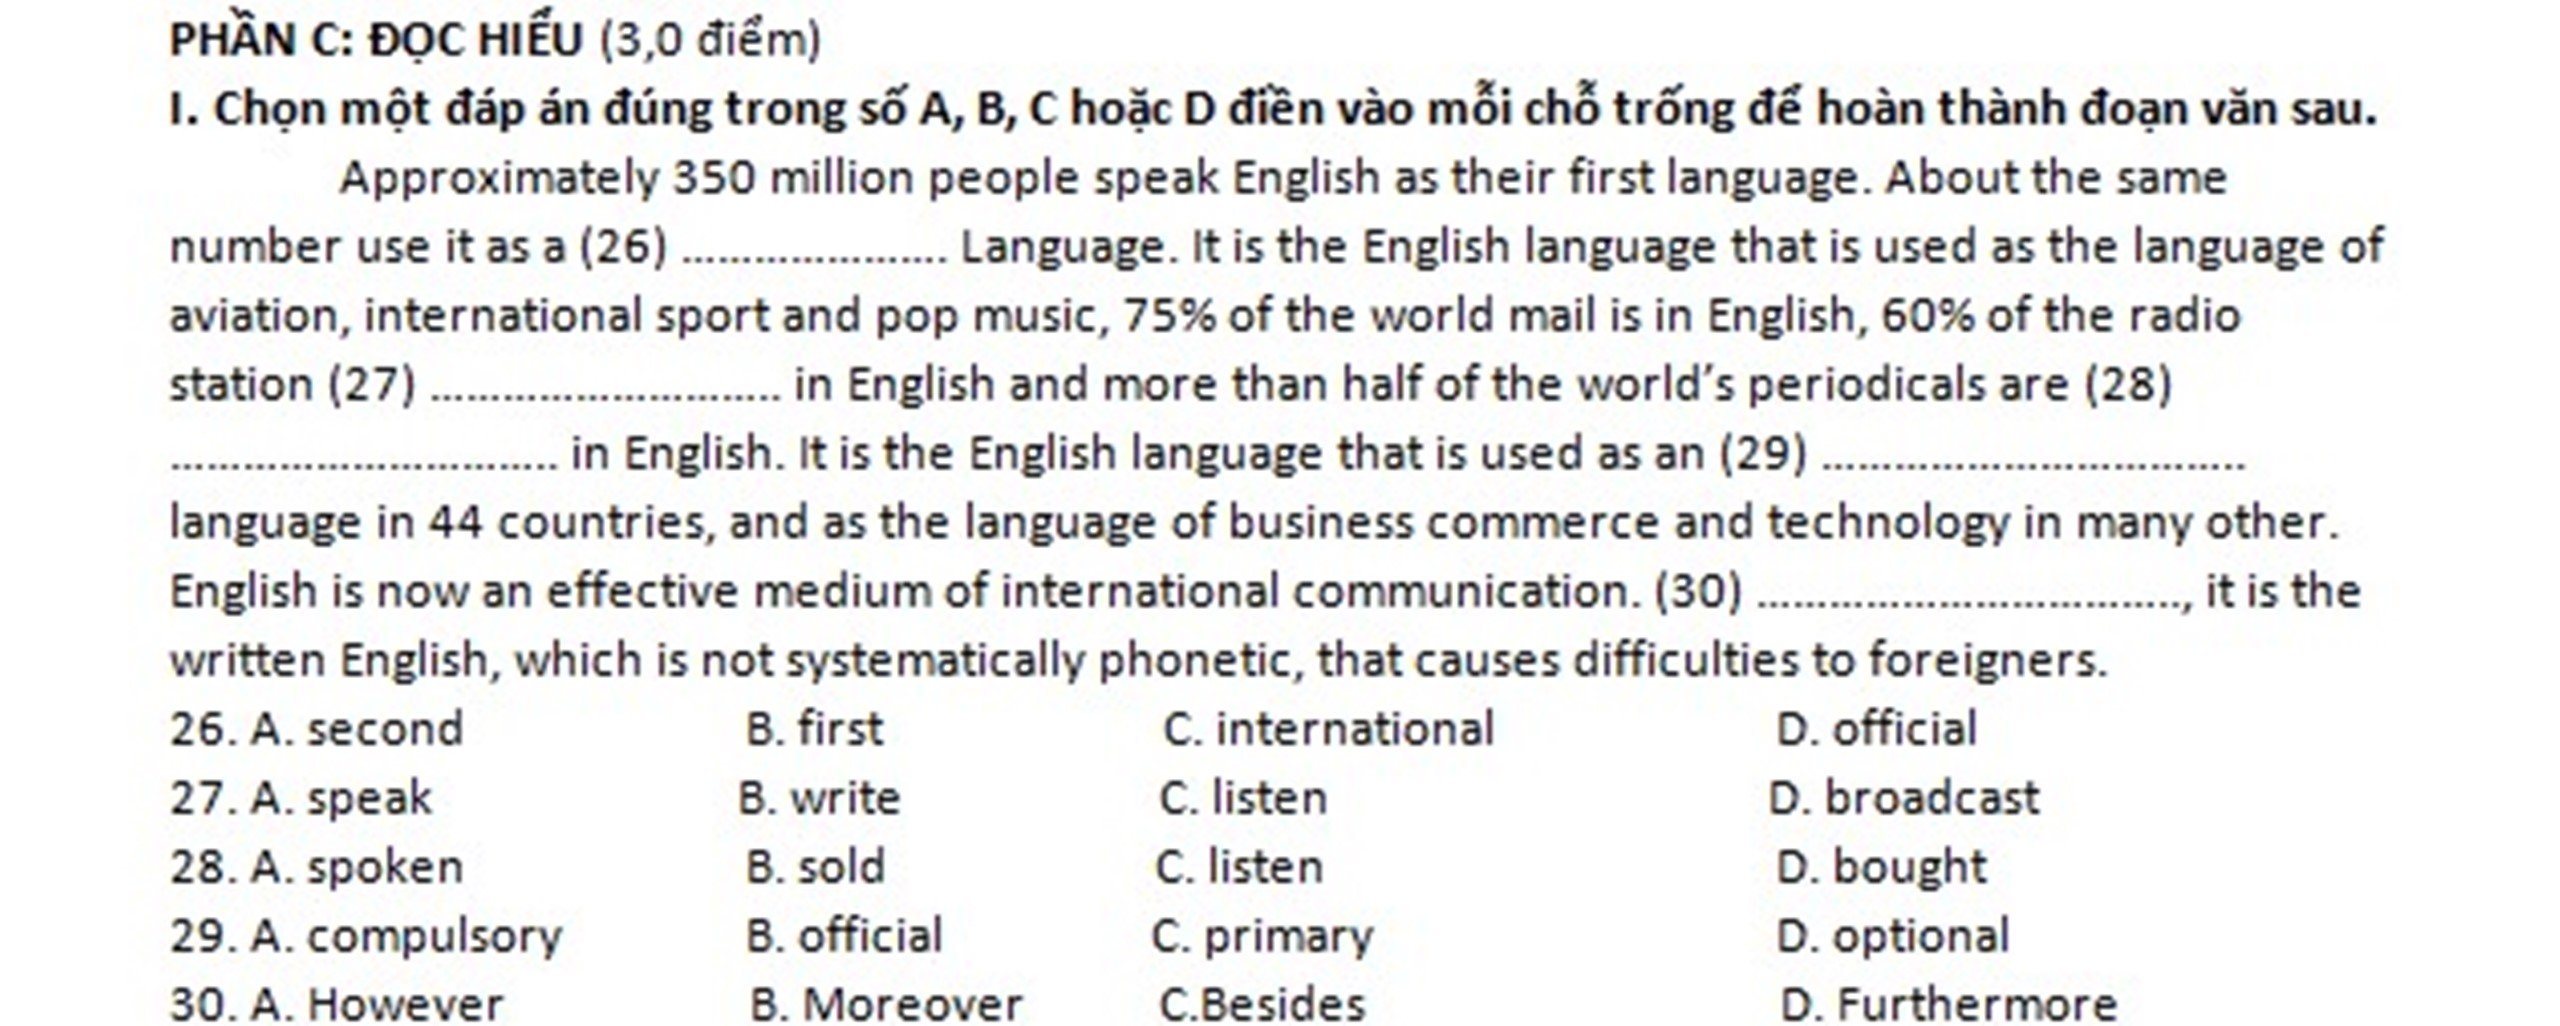 PHẦN C: ĐỌC HIỂU (3,0 điểm)
I. Chọn một đáp án đúng trong số A, B, C hoặc D điền vào mỗi chỗ trống để hoàn thành đoạn văn sau.
Approximately 350 million people speak English as their first language. About the same
number use it as a (26) ...................... Language. It is the English language that is used as the language of
aviation, international sport and pop music, 75% of the world mail is in English, 60% of the radio
station (27) ............................. in English and more than half of the world's periodicals are (28)
................................ in English. It is the English language that is used as an (29) ...................................
language in 44 countries, and as the language of business commerce and technology in many other.
English is now an effective medium of international communication. (30) ..................................., it is the
written English, which is not systematically phonetic, that causes difficulties to foreigners.
26. A. second B. first C. international D. official
27. A. speak B. write C. listen D. broadcast
28. A. spoken B. sold C. listen D. bought
29. A. compulsory B. official C. primary D. optional
30. A. However B. Moreover C.Besides D. Furthermore